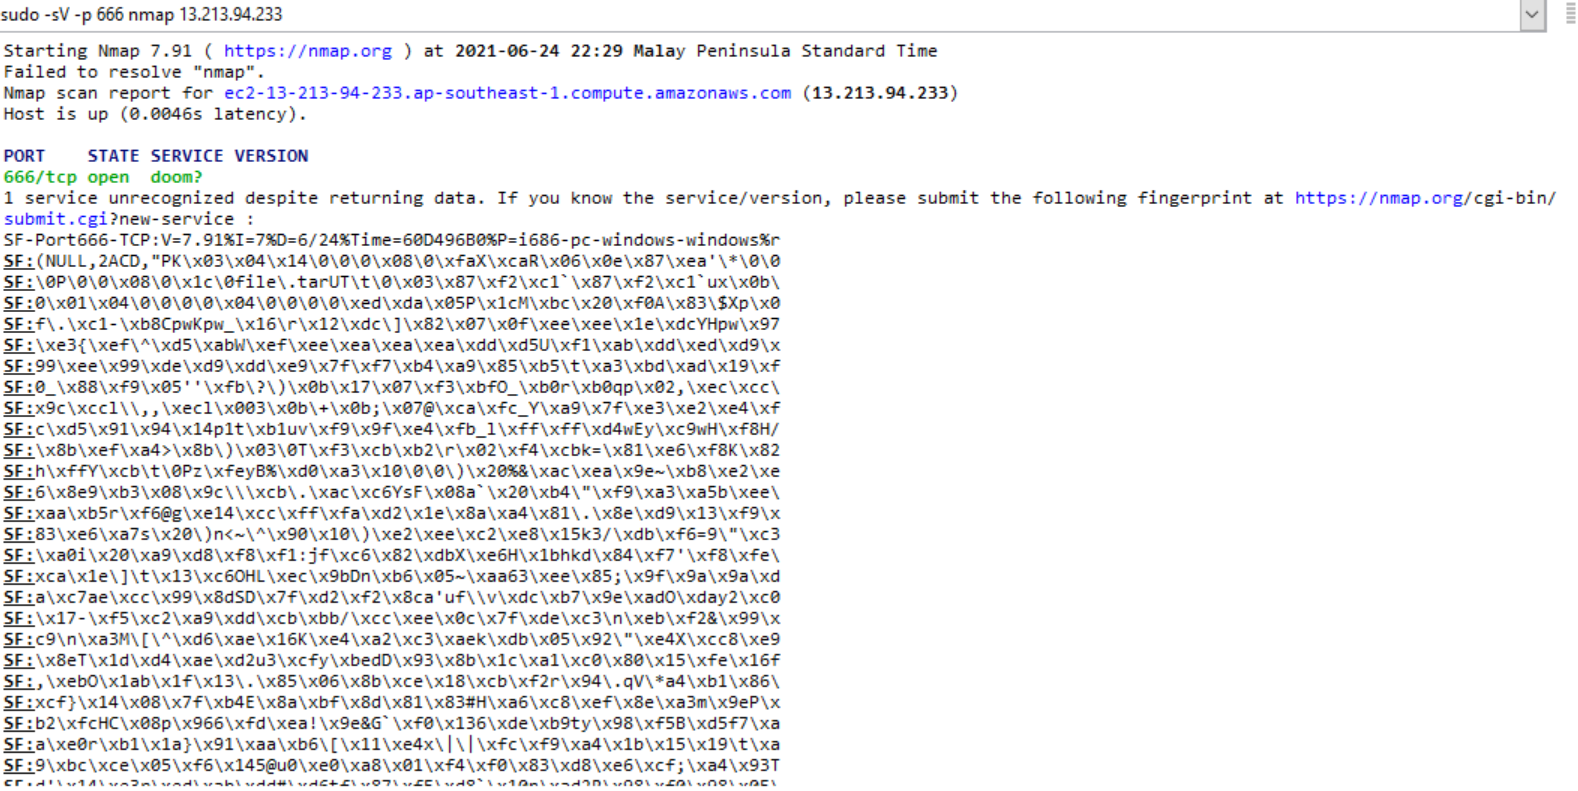 sudo -sV -p 666 nmap 13.213.94.233
Starting Nmap 7.91 ( https://nmap.org ) at 2021-06-24 22:29 Malay Peninsula Standard Time
Failed to resolve "nmap".
Nmap scan report for ec2-13-213-94-233.ap-southeast-1.compute.amazonaws.com (13.213.94.233)
Host is up (0.0046s latency).
PORT    STATE SERVICE VERSION
666/tcp open  doom?
1 service unrecognized despite returning data. If you know the service/version, please submit the following fingerprint at https://nmap.org/cgi-bin/
submit.cgi?new-service :
SF-Port666-TCP:V=7.91%I=7%D=6/24%Time=60D496B0%P=i686-pc-windows-windows%r
SF:(NULL,2ACD,"PK\x03\x04\x14\0\0\0\x08\0\xfaX\xcaR\x06\x0e\x87\xea'\*\0\0
SF:\0P\0\0\x08\0\x1c\0file\.tarUT\t\0\x03\x87\xf2\xc1`\x87\xf2\xc1`ux\x0b\
SF:0\x01\x04\0\0\0\0\x04\0\0\0\0\xed\xda\x05P\x1cM\xbc\x20\xf0A\x83\$Xp\x0
SF:f\.\xc1-\xb8CpwKpw_\x16\r\x12\xdc\]\x82\x07\x0f\xee\xee\x1e\xdcYHpw\x97
SF:\xe3{\xef\^\xd5\xabW\xef\xee\xea\xea\xea\xdd\xd5U\xf1\xab\xdd\xed\xd9\x
SF:99\xee\x99\xde\xd9\xdd\xe9\x7f\xf7\xb4\xa9\x85\xb5\t\xa3\xbd\xad\x19\xf
SF:0_\x88\xf9\x05''\xfb\?\)\x0b\x17\x07\xf3\xbfO_\xb0r\xb0qp\x02,\xec\xcc\
SF:x9c\xccl\\,,\xecl\x003\x0b\+\x0b;\x07@\xca\xfc_Y\xa9\x7f\xe3\xe2\xe4\xf
SF:c\xd5\x91\x94\x14p1t\xb1uv\xf9\x9f\xe4\xfb_l\xff\xff\xd4wEy\xc9wH\xf8H/
SF:\x8b\xef\xa4>\x8b\)\x03\0T\xf3\xcb\xb2\r\x02\xf4\xcbk=\x81\xe6\xf8K\x82
SF:h\xffY\xcb\t\0Pz\xfeyB%\xd0\xa3\x10\0\0\)\x20%&\xac\xea\x9e~\xb8\xe2\xe
SF:6\x8e9\xb3\x08\x9c\\\xcb\.\xac\xc6YsF\x08a`\x20\xb4\"\xf9\xa3\xa5b\xee\
SF:xaa\xb5r\xf6@g\xe14\xcc\xff\xfa\xd2\x1e\x8a\xa4\x81\.\x8e\xd9\x13\xf9\x
SF:83\xe6\xa7s\x20\)n<~\^\x90\x10\)\xe2\xee\xc2\xe8\x15k3/\xdb\xf6=9\"\xc3
SF:\xa0i\x20\xa9\xd8\xf8\xf1:jf\xc6\x82\xdbX\xe6H\x1bhkd\x84\xf7'\xf8\xfe\
SF:xca\x1e\]\t\x13\xc6OHL\xec\x9bDn\xb6\x05~\xaa63\xee\x85;\x9f\x9a\x9a\xd
SF:a\xc7ae\xcc\x99\x8dSD\x7f\xd2\xf2\x8ca'uf\\v\xdc\xb7\x9e\xadO\xday2\xc0
SF:\x17-\xf5\xc2\xa9\xdd\xcb\xbb/\xcc\xee\x0c\x7f\xde\xc3\n\xeb\xf2&\x99\x
SF:c9\n\xa3M\[\^\xd6\xae\x16K\xe4\xa2\xc3\xaek\xdb\x05\x92\"\xe4X\xcc8\xe9
SF:\x8eT\x1d\xd4\xae\xd2u3\xcfy\xbedD\x93\x8b\x1c\xa1\xc0\x80\x15\xfe\x16f
SF:,\xebO\x1ab\x1f\x13\.\x85\x06\x8b\xce\x18\xcb\xf2r\x94\.qV\*a4\xb1\x86\
SF:xcf}\x14\x08\x7f\xb4E\x8a\xbf\x8d\x81\x83#H\xa6\xc8\xef\x8e\xa3m\x9eP\x
SF:b2\xfcHC\x08p\x966\xfd\xea!\x9e&G`\xf0\x136\xde\xb9ty\x98\xf5B\xd5f7\xa
SF:a\xe0r\xb1\x1a}\x91\xaa\xb6\[\x11\xe4x\|\|\xfc\xf9\xa4\x1b\x15\x19\t\xa
SF:9\xbc\xce\x05\xf6\x145@u0\xe0\xa8\x01\xf4\xf0\x83\xd8\xe6\xcf;\xa4\x93T